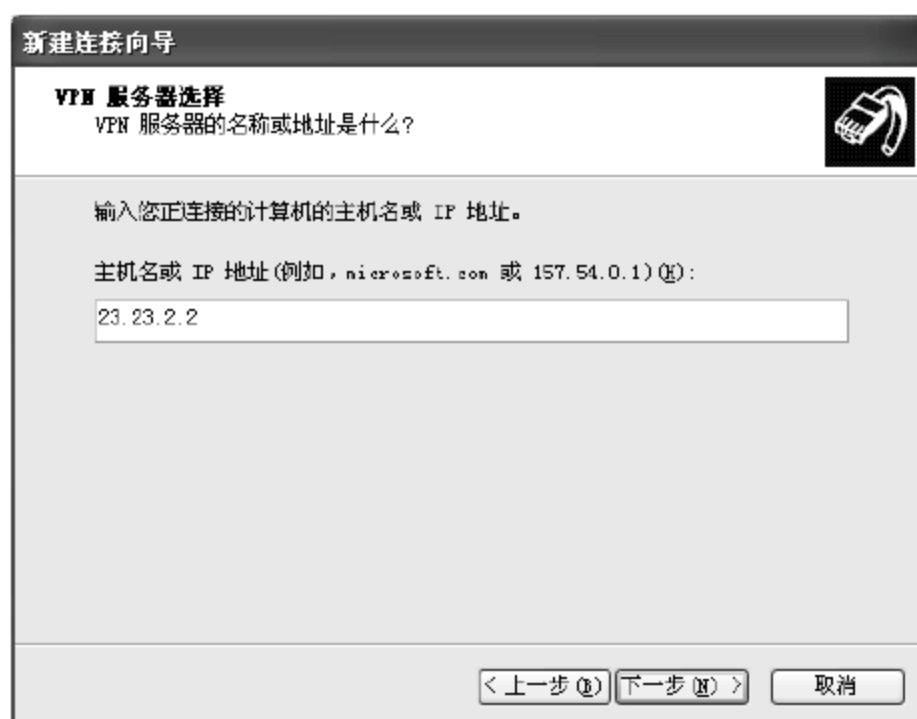 新建连接向导
VPN 服务器选择
VPN 服务器的名称或地址是什么?
输入您正连接的计算机的主机名或 IP 地址。
主机名或 IP 地址(例如,microsoft.com 或 157.54.0.1)(H):
23.23.2.2
< 上一步(B) 下一步(N) > 取消